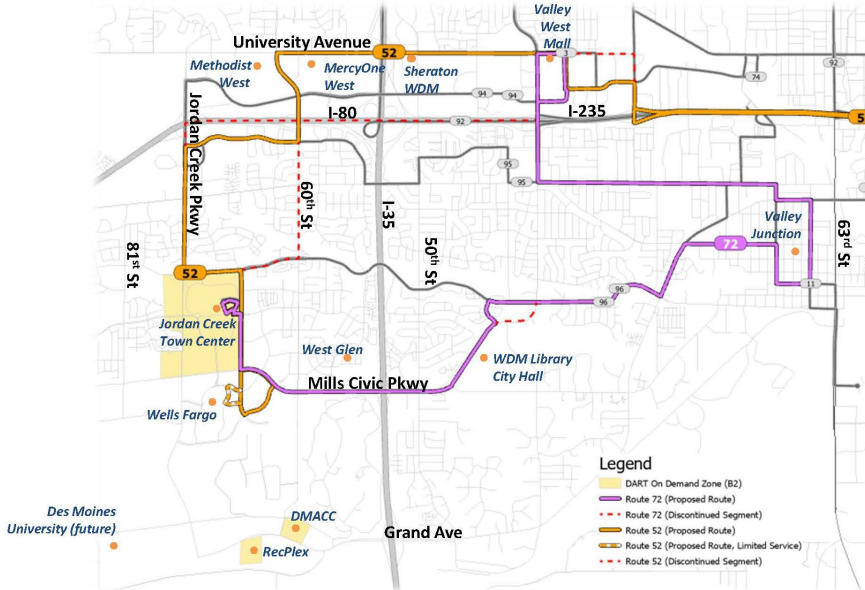 Valley
West
Mall
University Avenue
52
3
Methodist
West
MercyOne
West
Sheraton
WDM
74
92
94
94
Jordan Creek Pkwy
I-80
92
I-235
5
95
95
60th St
I-35
50th St
81st St
63rd St
Valley
Junction
72
52
11
96
96
Jordan Creek
Town Center
West Glen
WDM Library
City Hall
Mills Civic Pkwy
Wells Fargo
Des Moines
University (future)
DMACC
Grand Ave
RecPlex
Legend
DART On Demand Zone (B2)
Route 72 (Proposed Route)
Route 72 (Discontinued Segment)
Route 52 (Proposed Route)
Route 52 (Proposed Route, Limited Service)
Route 52 (Discontinued Segment)